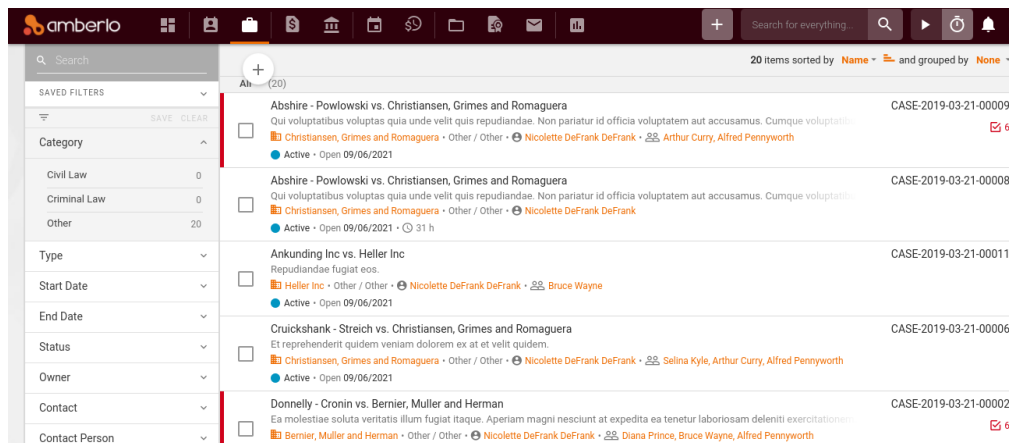 amberlo
Search for everything...
Search
20 items sorted by Name and grouped by None
SAVED FILTERS
All (20)
SAVE CLEAR
Category
Civil Law 0
Criminal Law 0
Other 20
Type
Start Date
End Date
Status
Owner
Contact
Contact Person
Abshire - Powlowski vs. Christiansen, Grimes and Romaguera CASE-2019-03-21-00009
Qui voluptatibus voluptas quia unde velit quis repudiandae. Non pariatur id officia voluptatem aut accusamus. Cumque
Christiansen, Grimes and Romaguera • Other / Other • Nicolette DeFrank DeFrank • Arthur Curry, Alfred Pennyworth 6
Active • Open 09/06/2021
Abshire - Powlowski vs. Christiansen, Grimes and Romaguera CASE-2019-03-21-00008
Qui voluptatibus voluptas quia unde velit quis repudiandae. Non pariatur id officia voluptatem aut accusamus. Cumque
Christiansen, Grimes and Romaguera • Other / Other • Nicolette DeFrank DeFrank
Active • Open 09/06/2021 • 31 h
Ankunding Inc vs. Heller Inc CASE-2019-03-21-00011
Repudiandae fugiat eos.
Heller Inc • Other / Other • Nicolette DeFrank DeFrank • Bruce Wayne
Active • Open 09/06/2021
Cruickshank - Streich vs. Christiansen, Grimes and Romaguera CASE-2019-03-21-00006
Et reprehenderit quidem veniam dolorem ex at et velit quidem.
Christiansen, Grimes and Romaguera • Other / Other • Nicolette DeFrank DeFrank • Selina Kyle, Arthur Curry, Alfred Pennyworth
Active • Open 09/06/2021
Donnelly - Cronin vs. Bernier, Muller and Herman CASE-2019-03-21-00002
Ea molestiae soluta veritatis illum fugiat itaque. Aperiam magni nesciunt at expedita ea tenetur laboriosam deleniti
Bernier, Muller and Herman • Other / Other • Nicolette DeFrank DeFrank • Diana Prince, Bruce Wayne, Alfred Pennyworth 6